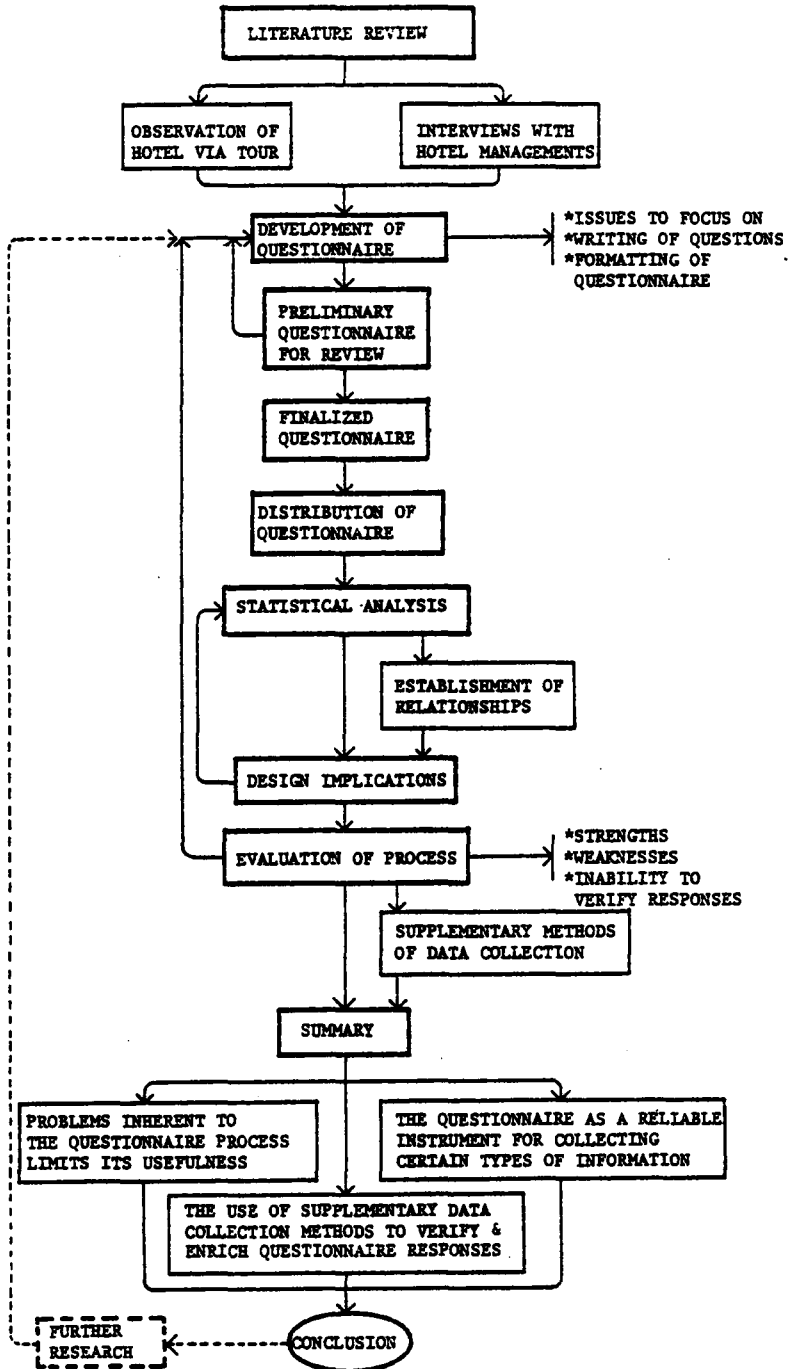 LITERATURE REVIEW
OBSERVATION OF
HOTEL VIA TOUR
INTERVIEWS WITH
HOTEL MANAGEMENTS
DEVELOPMENT OF
QUESTIONNAIRE
*ISSUES TO FOCUS ON
*WRITING OF QUESTIONS
*FORMATTING OF
QUESTIONNAIRE
PRELIMINARY
QUESTIONNAIRE
FOR REVIEW
FINALIZED
QUESTIONNAIRE
DISTRIBUTION OF
QUESTIONNAIRE
STATISTICAL ANALYSIS
ESTABLISHMENT OF
RELATIONSHIPS
DESIGN IMPLICATIONS
EVALUATION OF PROCESS
*STRENGTHS
*WEAKNESSES
*INABILITY TO
VERIFY RESPONSES
SUPPLEMENTARY METHODS
OF DATA COLLECTION
SUMMARY
PROBLEMS INHERENT TO
THE QUESTIONNAIRE PROCESS
LIMITS ITS USEFULNESS
THE QUESTIONNAIRE AS A RELIABLE
INSTRUMENT FOR COLLECTING
CERTAIN TYPES OF INFORMATION
THE USE OF SUPPLEMENTARY DATA
COLLECTION METHODS TO VERIFY &
ENRICH QUESTIONNAIRE RESPONSES
FURTHER
RESEARCH
CONCLUSION